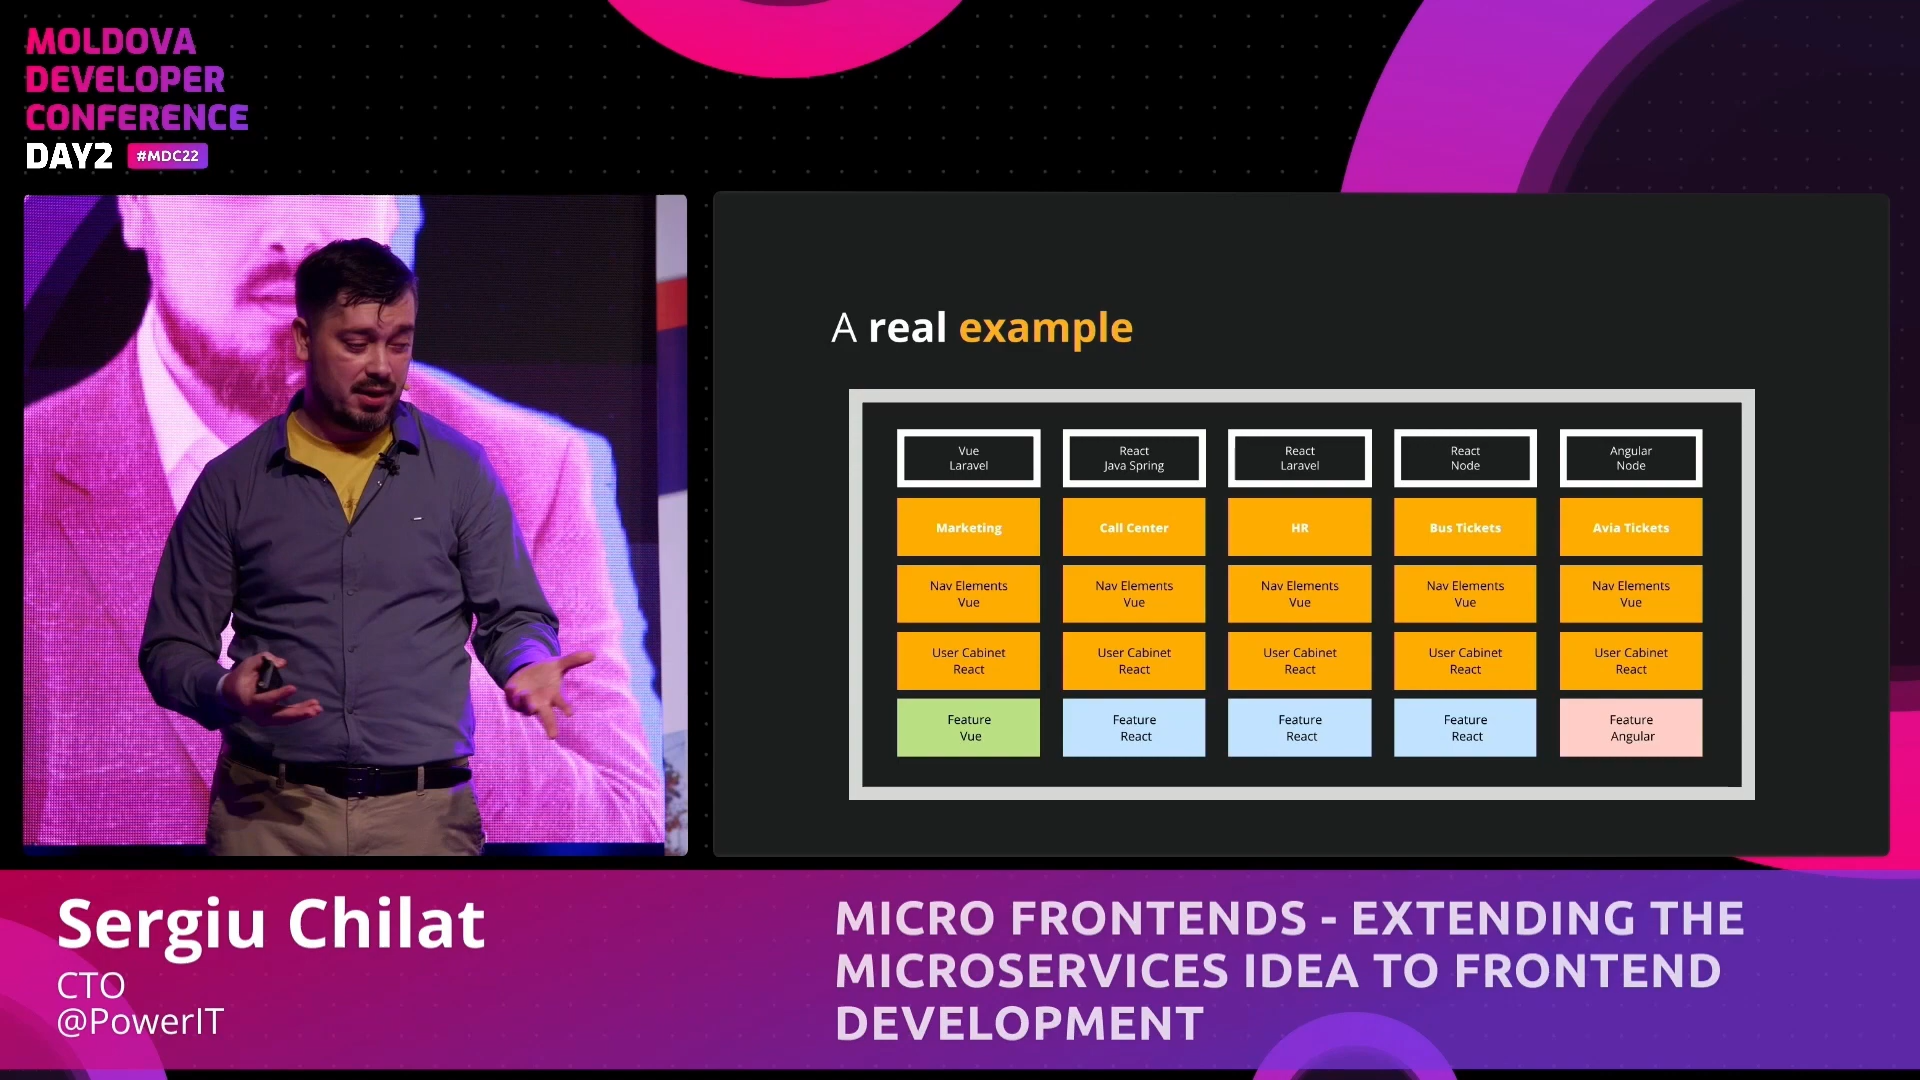 MOLDOVA
DEVELOPER
CONFERENCE
DAY2 #MDC22
A real example
Vue
Laravel
React
Java Spring
React
Laravel
React
Node
Angular
Node
Marketing
Call Center
HR
Bus Tickets
Avia Tickets
Nav Elements
Vue
Nav Elements
Vue
Nav Elements
Vue
Nav Elements
Vue
Nav Elements
Vue
User Cabinet
React
User Cabinet
React
User Cabinet
React
User Cabinet
React
User Cabinet
React
Feature
Vue
Feature
React
Feature
React
Feature
React
Feature
Angular
Sergiu Chilat
CTO
@PowerIT
MICRO FRONTENDS - EXTENDING THE
MICROSERVICES IDEA TO FRONTEND
DEVELOPMENT